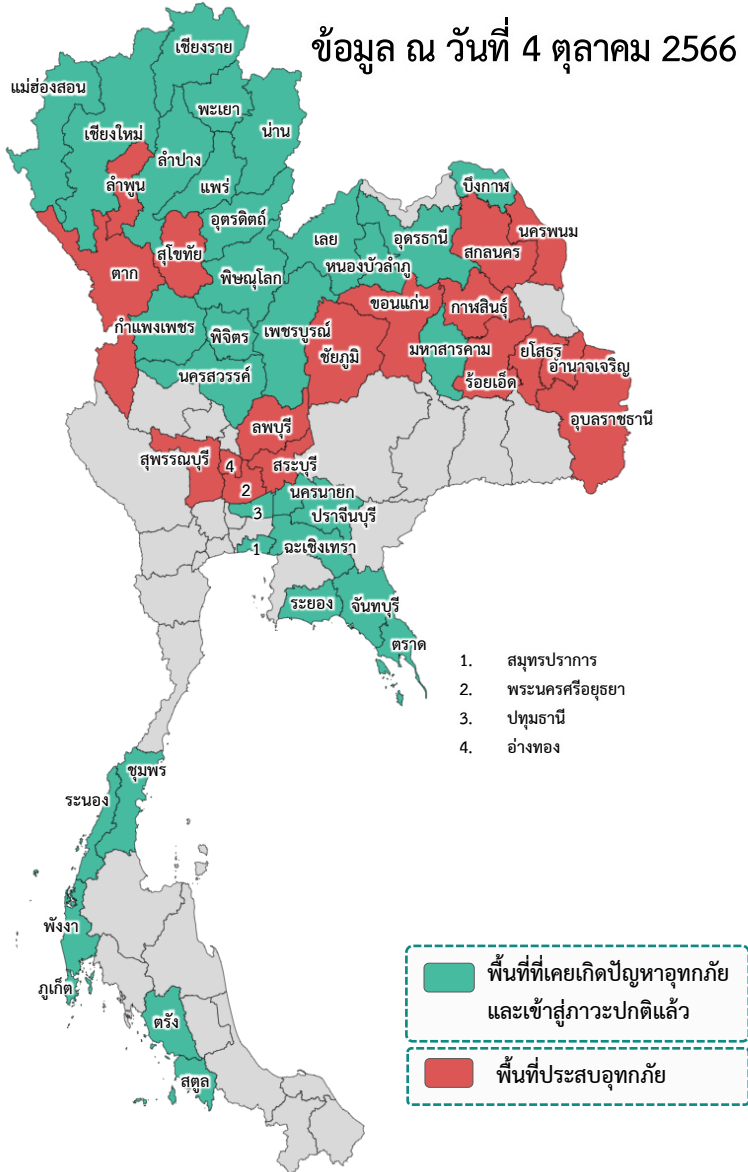 ข้อมูล ณ วันที่ 4 ตุลาคม 2566
เชียงราย
แม่ฮ่องสอน
พะเยา
เชียงใหม่
น่าน
ลำปาง
ลำพูน
แพร่
บึงกาฬ
อุตรดิตถ์
นครพนม
เลย
อุดรธานี
สุโขทัย
สกลนคร
ตาก
พิษณุโลก
หนองบัวลำภู
ขอนแก่น
กาฬสินธุ์
กำแพงเพชร
พิจิตร
เพชรบูรณ์
ชัยภูมิ
มหาสารคาม
ยโสธร
อำนาจเจริญ
นครสวรรค์
ร้อยเอ็ด
อุบลราชธานี
ลพบุรี
สุพรรณบุรี
4
สระบุรี
2
นครนายก
3
ปราจีนบุรี
1
ฉะเชิงเทรา
ระยอง
จันทบุรี
ตราด
1. สมุทรปราการ
2. พระนครศรีอยุธยา
3. ปทุมธานี
4. อ่างทอง
ชุมพร
ระนอง
พังงา
ภูเก็ต
ตรัง
สตูล
พื้นที่ที่เคยเกิดปัญหาอุทกภัย
และเข้าสู่ภาวะปกติแล้ว
พื้นที่ประสบอุทกภัย